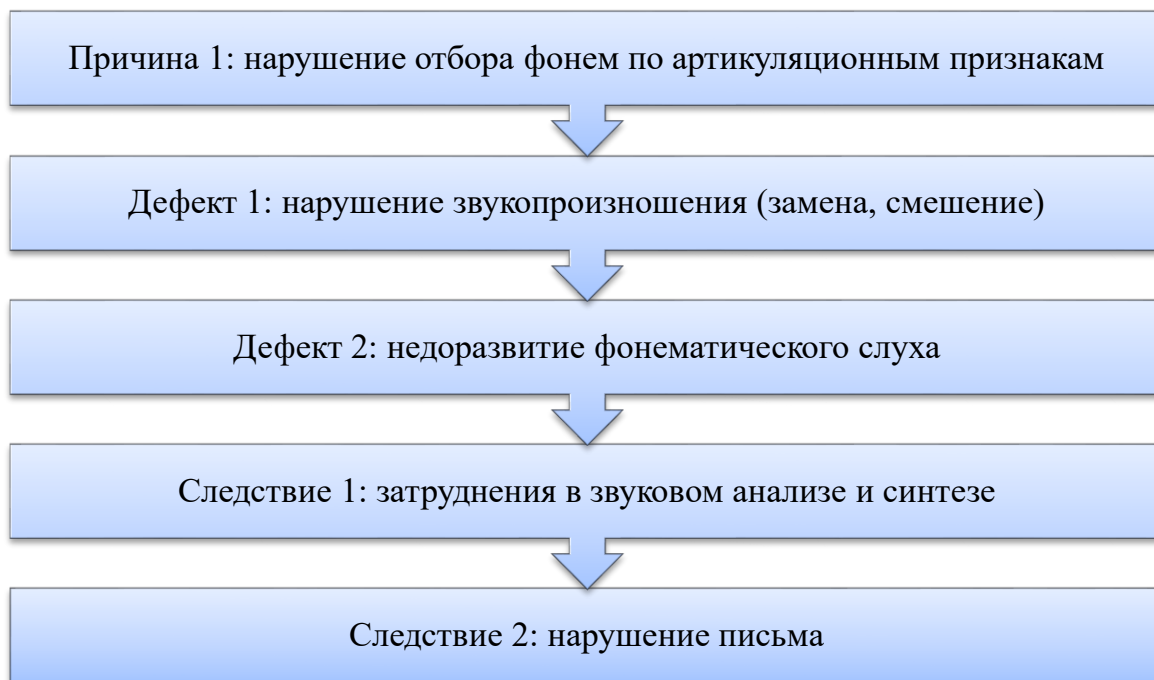 Причина 1: нарушение отбора фонем по артикуляционным признакам
Дефект 1: нарушение звукопроизношения (замена, смешение)
Дефект 2: недоразвитие фонематического слуха
Следствие 1: затруднения в звуковом анализе и синтезе
Следствие 2: нарушение письма